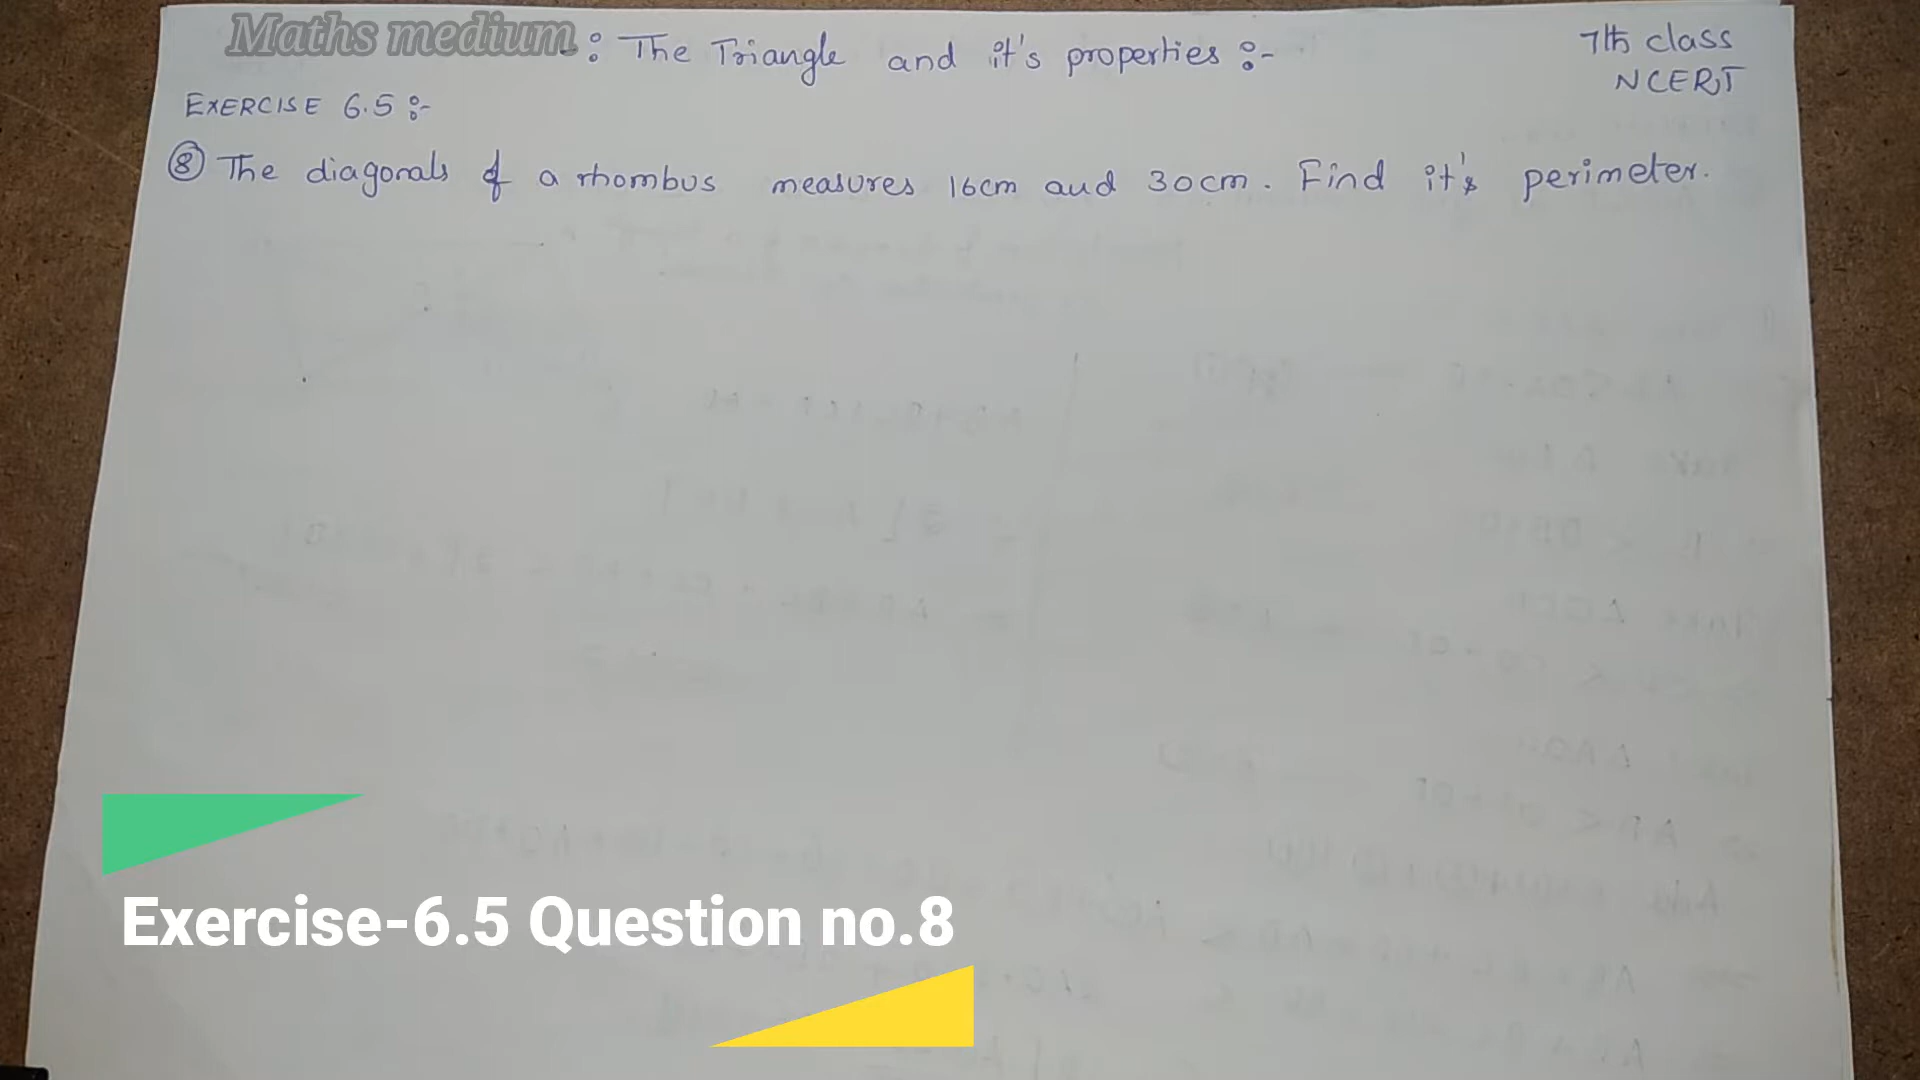 Maths medium
-: The Triangle and it's properties :-
7th class
NCERT
EXERCISE 6.5 :-
⑧ The diagonals of a rhombus measures 16cm and 30cm. Find it's perimeter.
Exercise-6.5 Question no.8